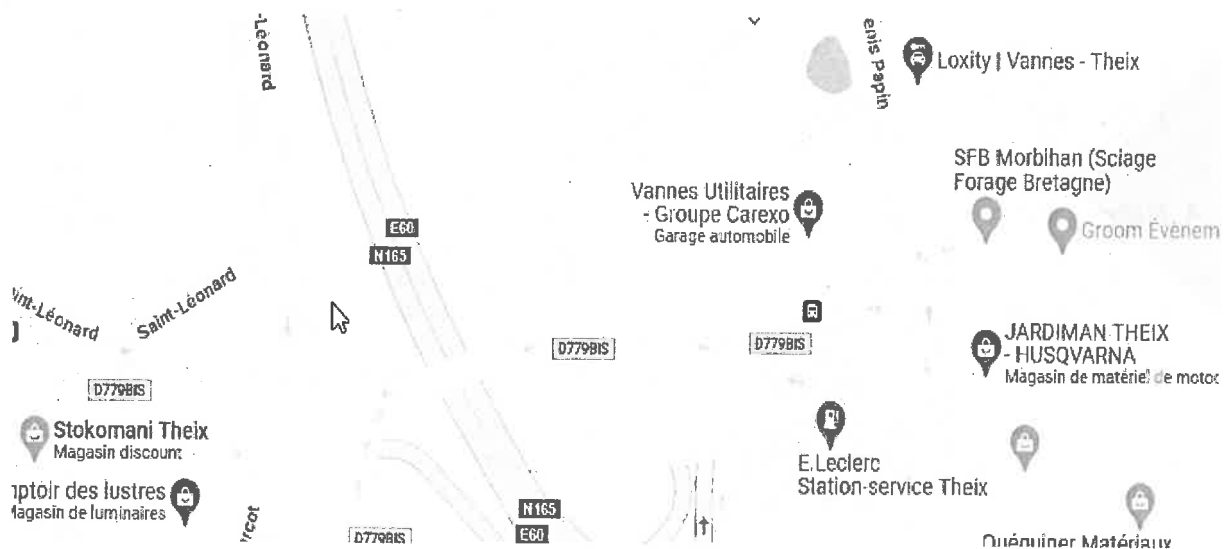 -Léonard
enis Papin
Loxity | Vannes - Theix
SFB Morbihan (Sciage
Forage Bretagne)
Vannes Utilitaires
- Groupe Carexo
Garage automobile
Groom Évènem
E60
N165
int-Léonard
Saint-Léonard
D779BIS
D779BIS
JARDIMAN THEIX
- HUSQVARNA
Magasin de matériel de motoc
D779BIS
Stokomani Theix
Magasin discount
E.Leclerc
Station-service Theix
nptoir des lustres
Magasin de luminaires
N165
E60
urcot
D779BIS
Quéguiner Matériaux